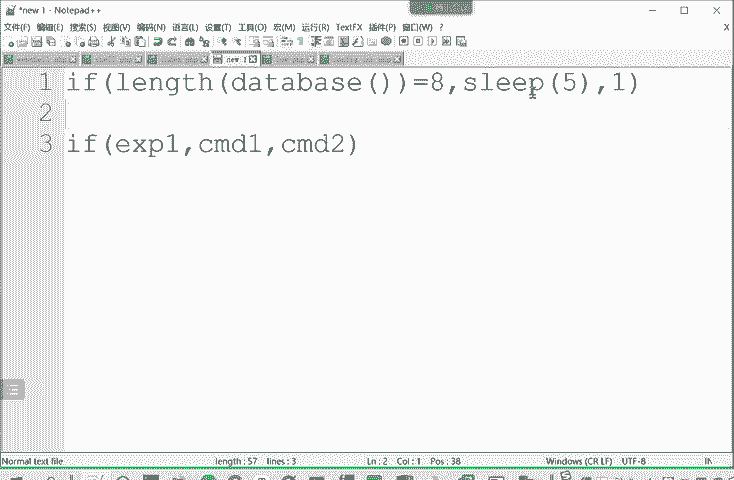 *new 1 - Notepad++
文件(F) 编辑(E) 搜索(S) 视图(V) 编码(N) 语言(L) 设置(T) 工具(O) 宏(M) 运行(R) TextFX 插件(P) 窗口(W) ?
X
new 1
1 if(length(database())=8,sleep(5),1)
2
3 if(exp1,cmd1,cmd2)
Normal text file length : 57 lines : 3 Ln : 2 Col : 1 Pos : 38 Windows (CR LF) UTF-8 IN